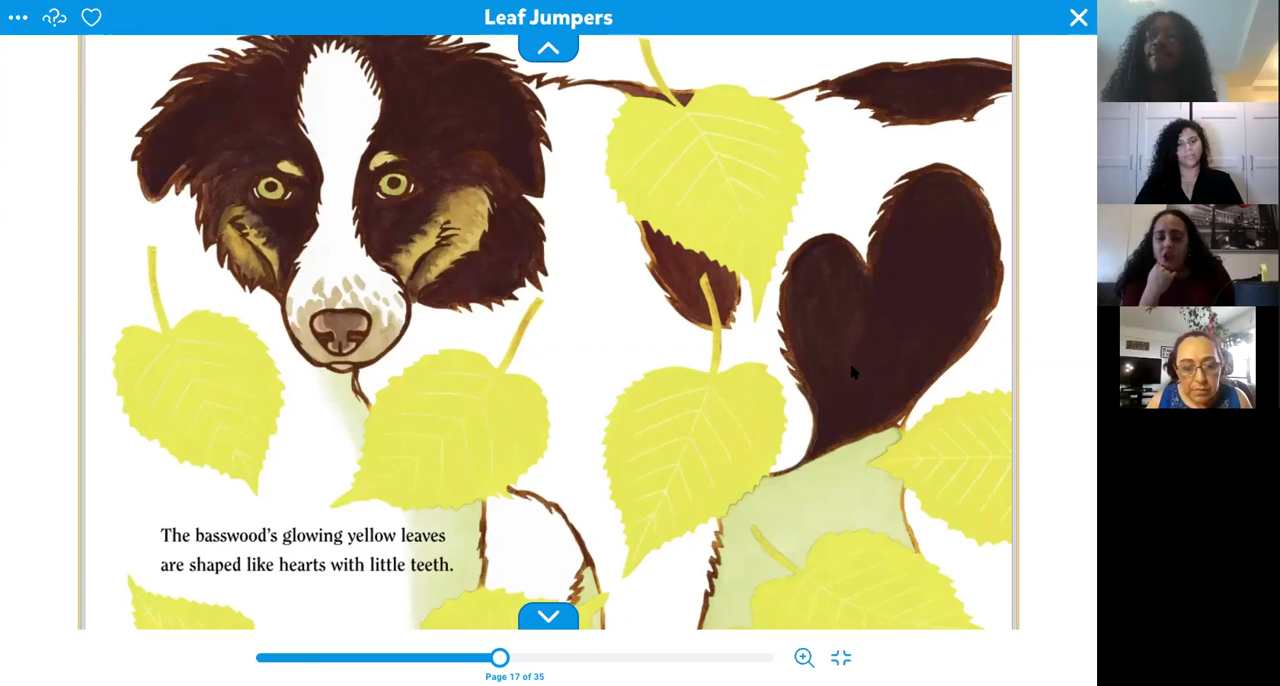 Leaf Jumpers
The basswood's glowing yellow leaves
are shaped like hearts with little teeth.
Page 17 of 35